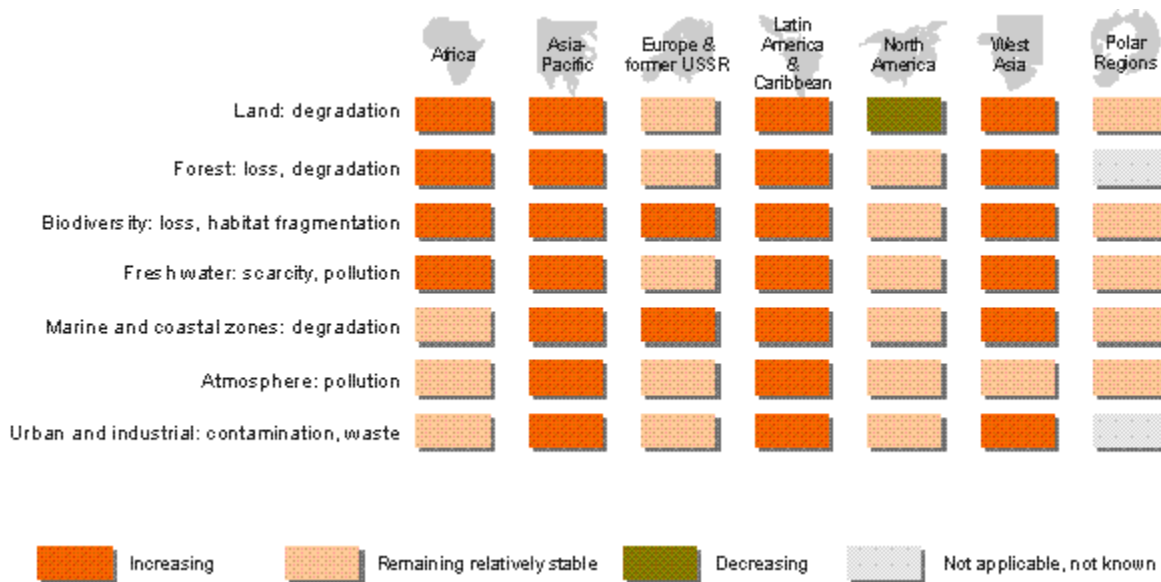 Africa
Asia-
Pacific
Europe &
former USSR
Latin
America
&
Caribbean
North
America
West
Asia
Polar
Regions
Land: degradation
Forest: loss, degradation
Biodiversity: loss, habitat fragmentation
Fresh water: scarcity, pollution
Marine and coastal zones: degradation
Atmosphere: pollution
Urban and industrial: contamination, waste
Increasing
Remaining relatively stable
Decreasing
Not applicable, not known